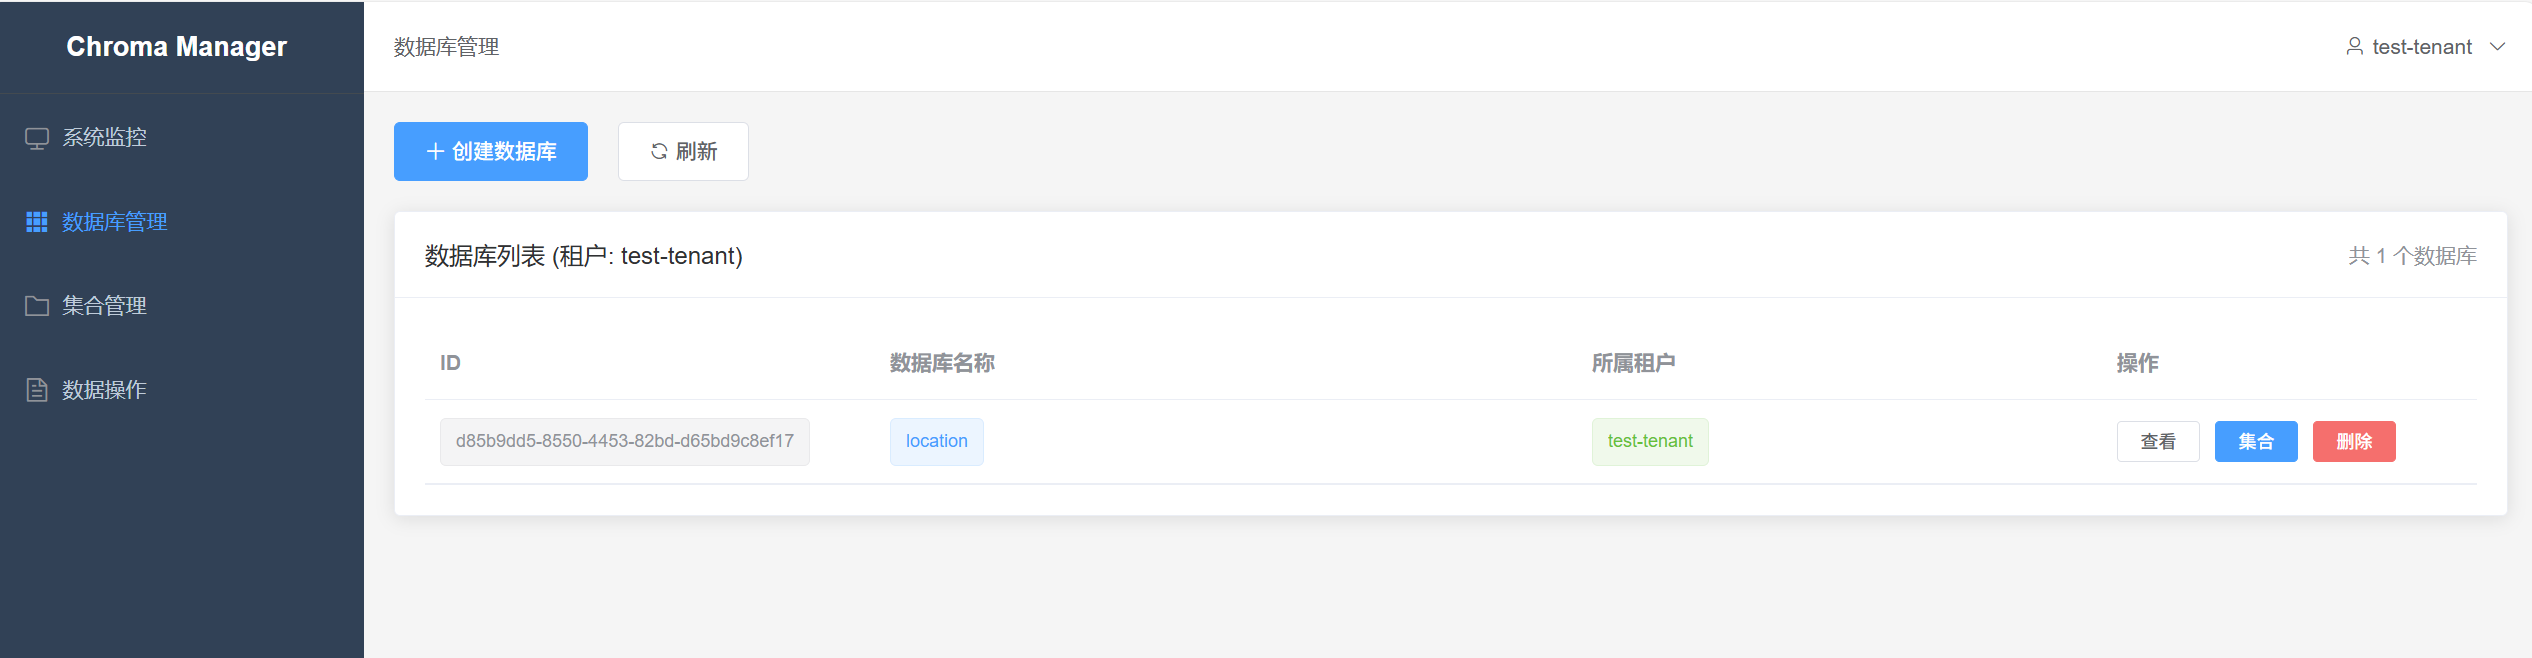 Chroma Manager
数据库管理
test-tenant
系统监控
数据库管理
集合管理
数据操作
创建数据库
刷新
数据库列表 (租户: test-tenant)
共 1 个数据库
ID
数据库名称
所属租户
操作
d85b9dd5-8550-4453-82bd-d65bd9c8ef17
location
test-tenant
查看
集合
删除